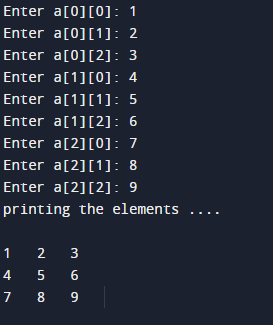 Enter a[0][0]: 1
Enter a[0][1]: 2
Enter a[0][2]: 3
Enter a[1][0]: 4
Enter a[1][1]: 5
Enter a[1][2]: 6
Enter a[2][0]: 7
Enter a[2][1]: 8
Enter a[2][2]: 9
printing the elements ....

1   2   3
4   5   6
7   8   9